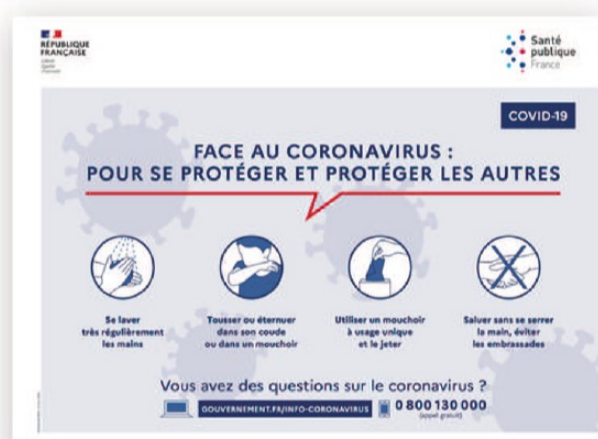 RÉPUBLIQUE
FRANÇAISE
Santé
publique
France
COVID-19
FACE AU CORONAVIRUS :
POUR SE PROTÉGER ET PROTÉGER LES AUTRES
Se laver
très régulièrement
les mains
Tousser ou éternuer
dans son coude
ou dans un mouchoir
Utiliser un mouchoir
à usage unique
et le jeter
Saluer sans se serrer
la main, éviter
les embrassades
Vous avez des questions sur le coronavirus ?
GOUVERNEMENT.FR/INFO-CORONAVIRUS
0 800 130 000
(appel gratuit)